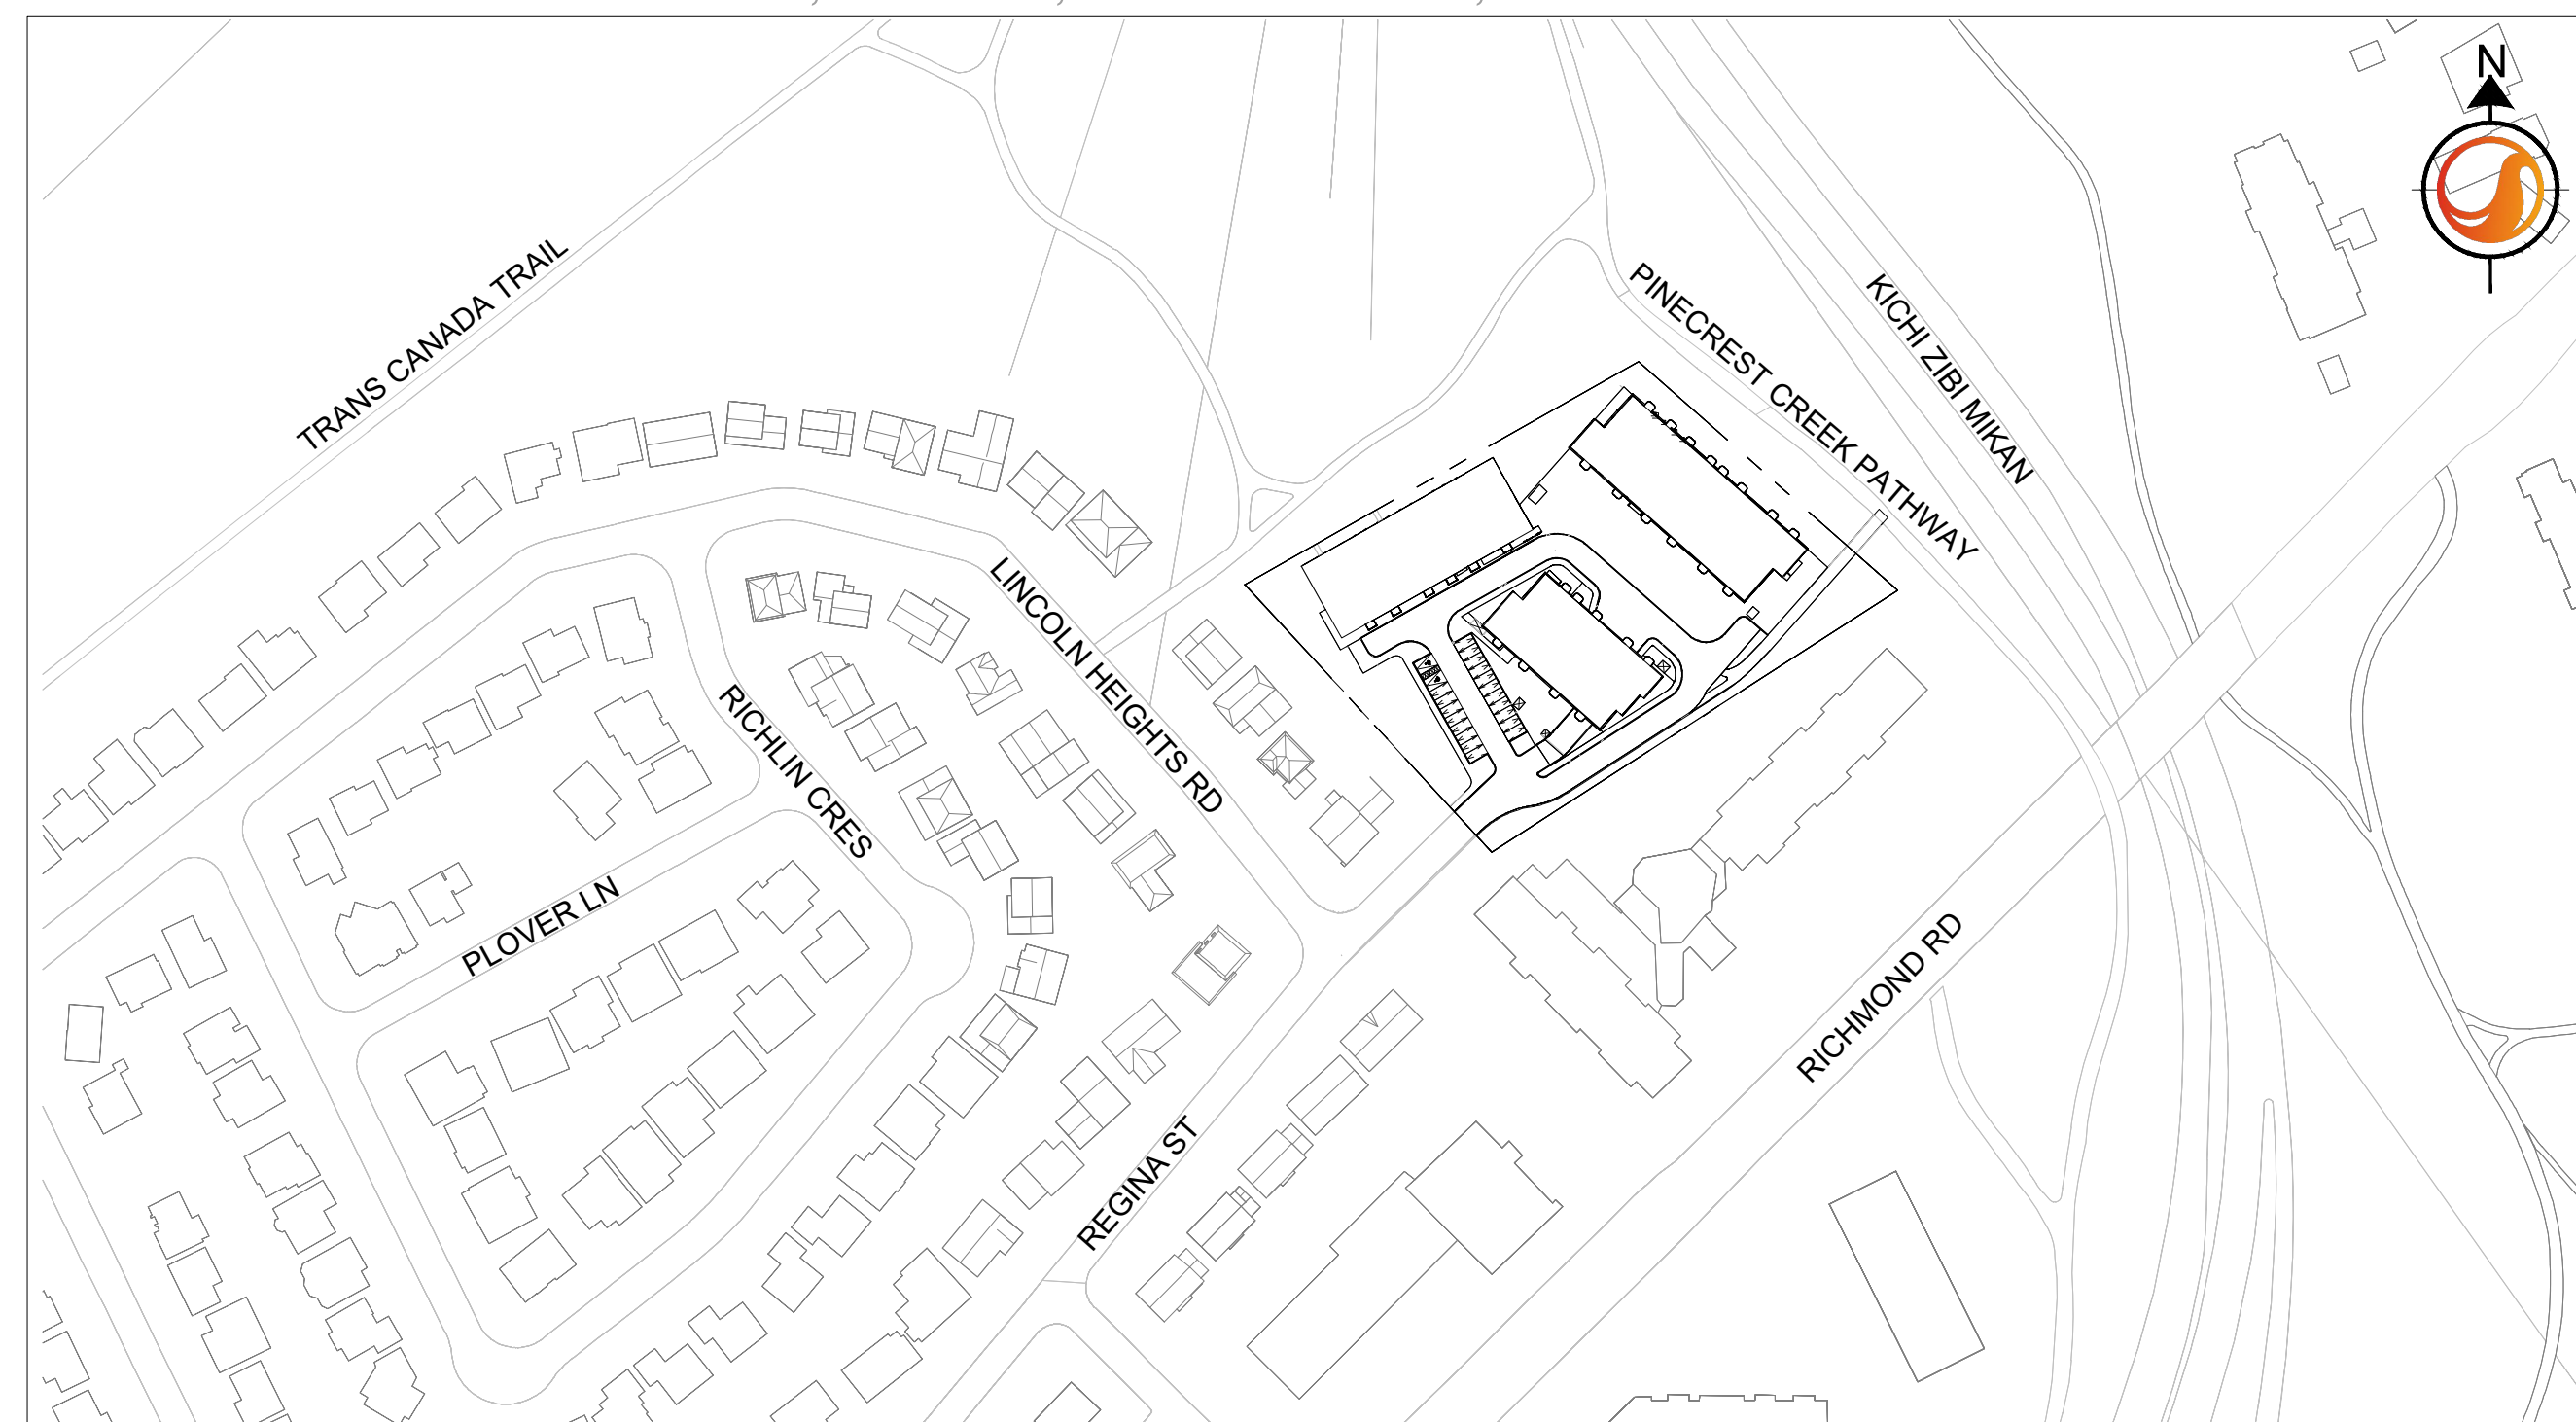 N
TRANS CANADA TRAIL
PINECREST CREEK PATHWAY
KICHI ZIBI MIKAN
LINCOLN HEIGHTS RD
RICHLIN CRES
PLOVER LN
RICHMOND RD
REGINA ST